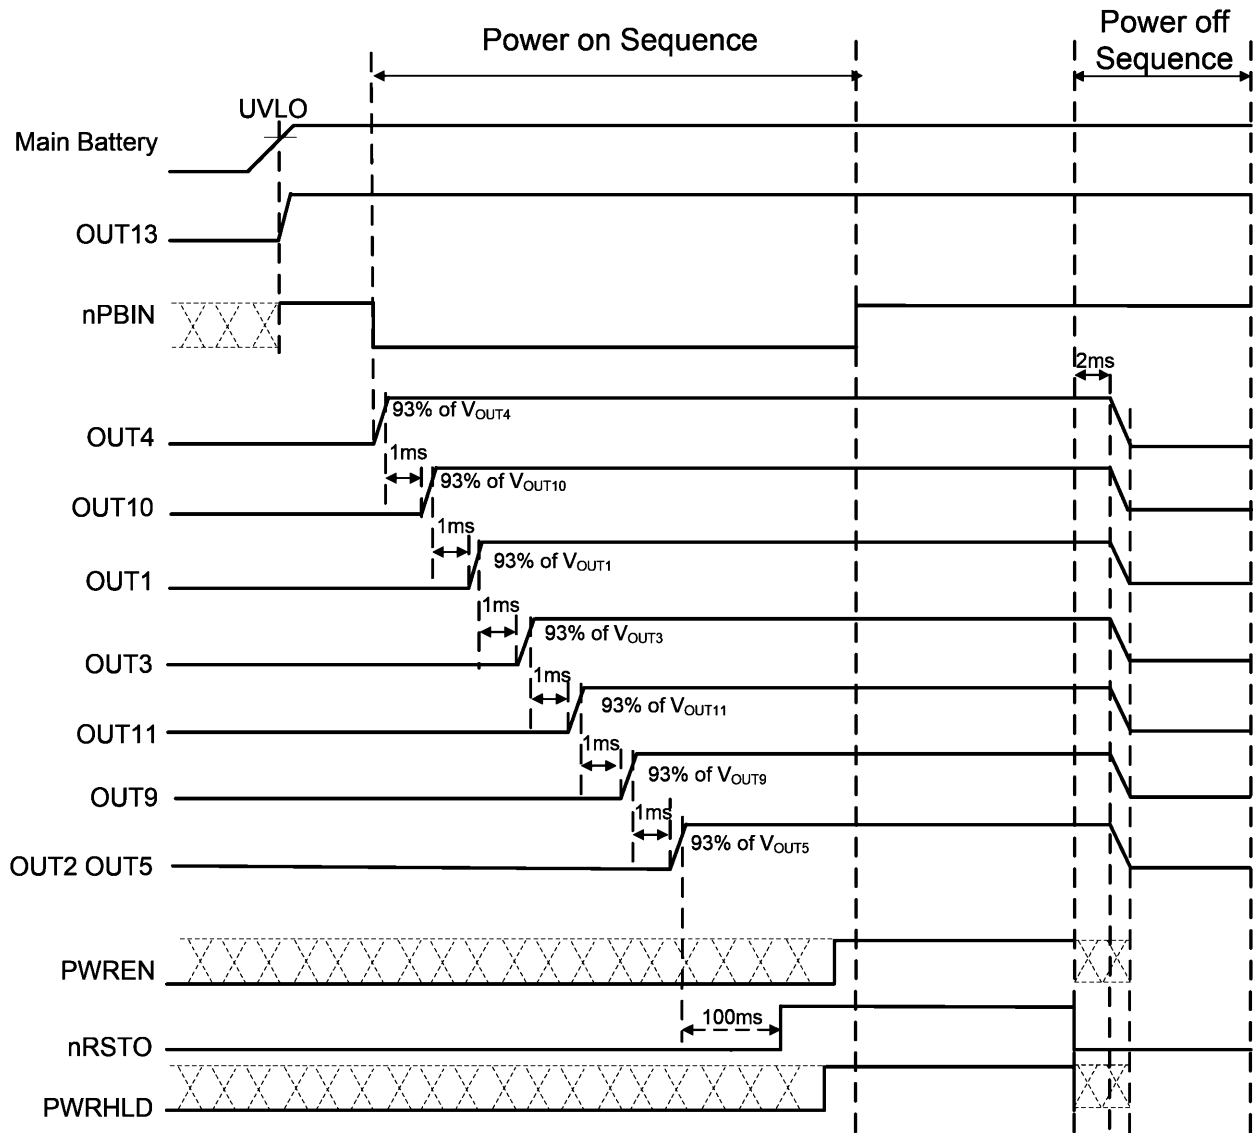 Power on Sequence
Power off
Sequence
UVLO
Main Battery
OUT13
nPBIN
2ms
93% of VOUT4
OUT4
1ms
93% of VOUT10
OUT10
1ms
93% of VOUT1
OUT1
1ms
93% of VOUT3
OUT3
1ms
93% of VOUT11
OUT11
1ms
93% of VOUT9
OUT9
1ms
93% of VOUT5
OUT2 OUT5
PWREN
100ms
nRSTO
PWRHLD